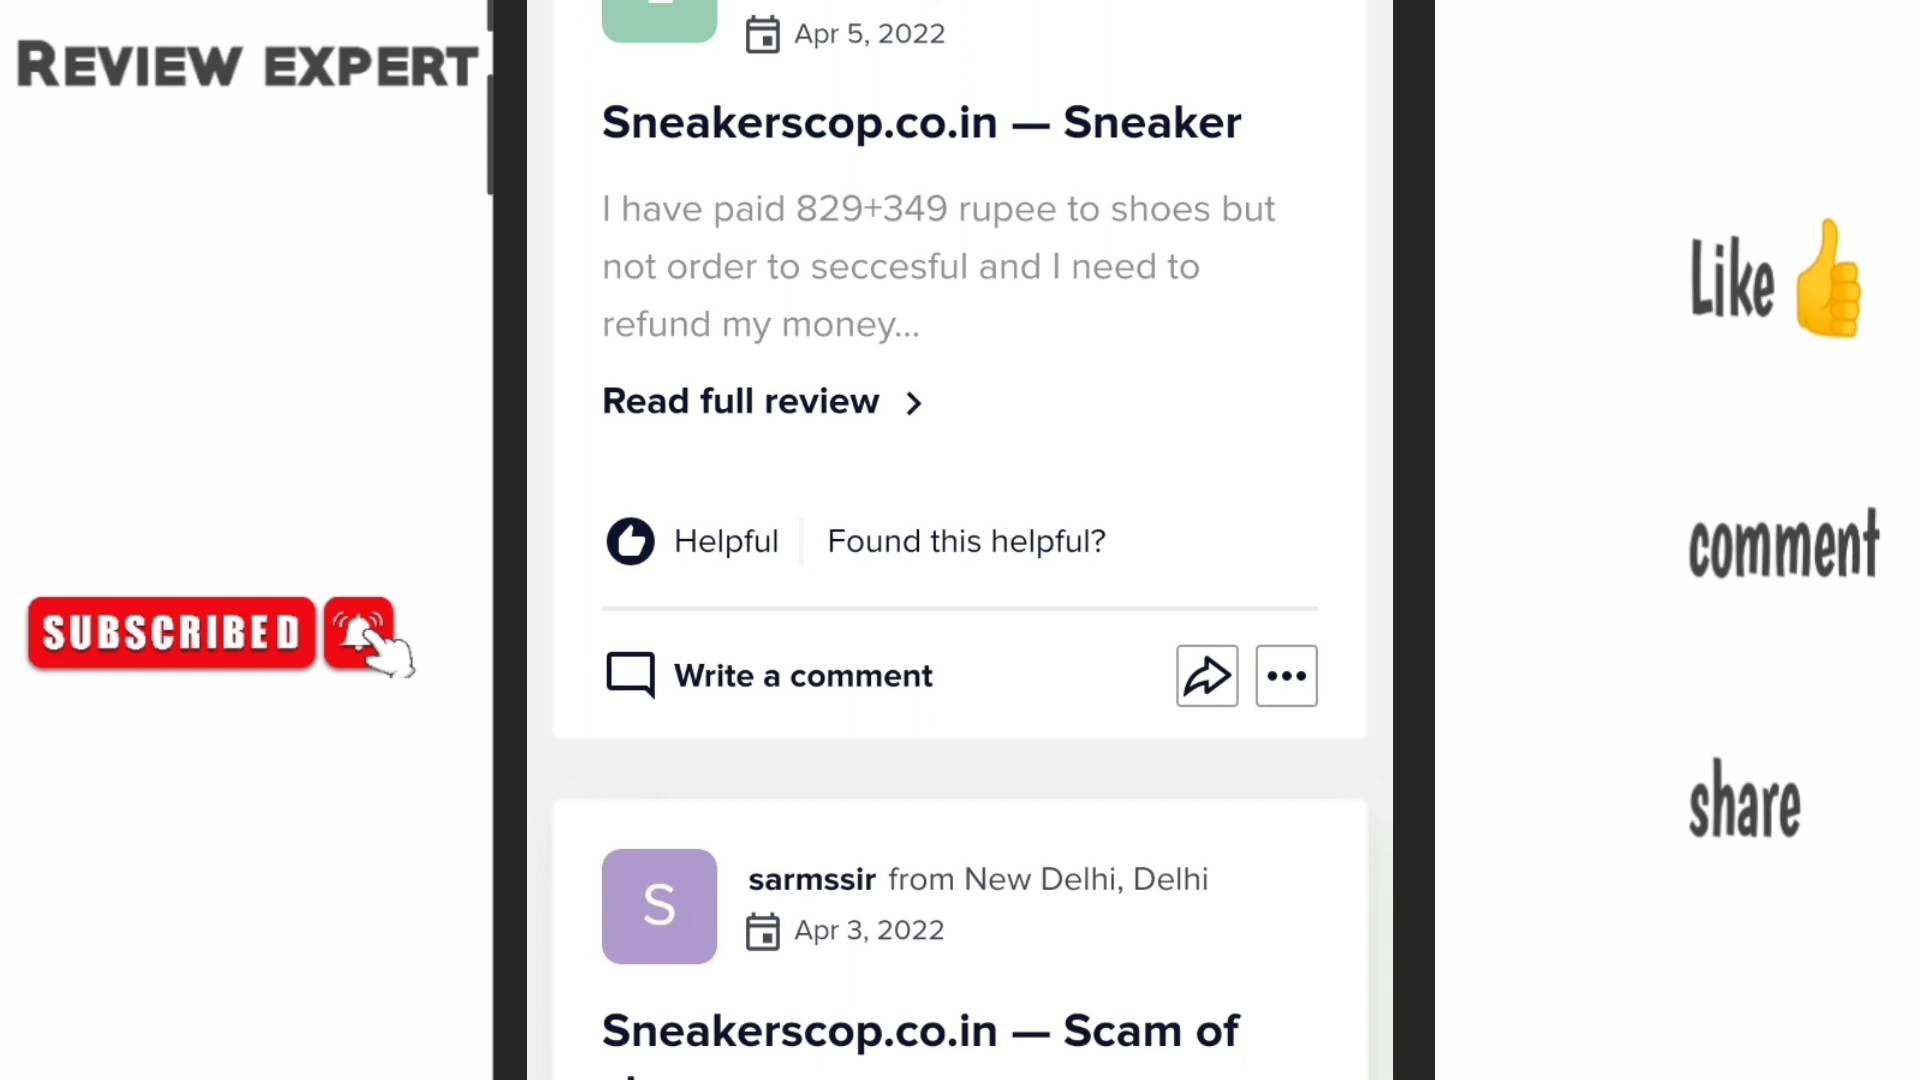 REVIEW EXPERT
Apr 5, 2022
Sneakerscop.co.in — Sneaker
I have paid 829+349 rupee to shoes but
not order to seccesful and I need to
refund my money...
Read full review
Helpful
Found this helpful?
Write a comment
S
sarmssir from New Delhi, Delhi
Apr 3, 2022
Sneakerscop.co.in — Scam of
SUBSCRIBED
Like
comment
share